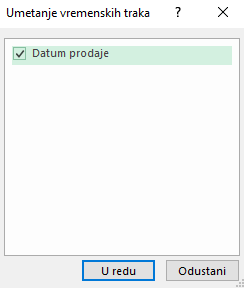 Umetanje vremenskih traka ? ×
Datum prodaje
U redu Odustani